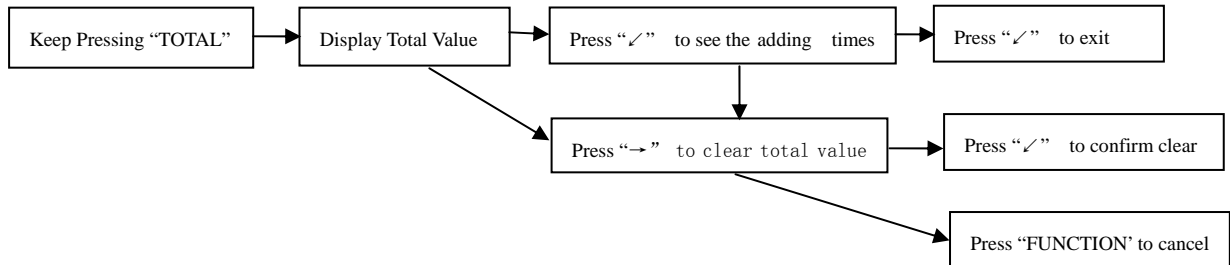 Keep Pressing “TOTAL”
Display Total Value
Press “↙” to see the adding times
Press “↙” to exit
Press “→” to clear total value
Press “↙” to confirm clear
Press “FUNCTION’ to cancel